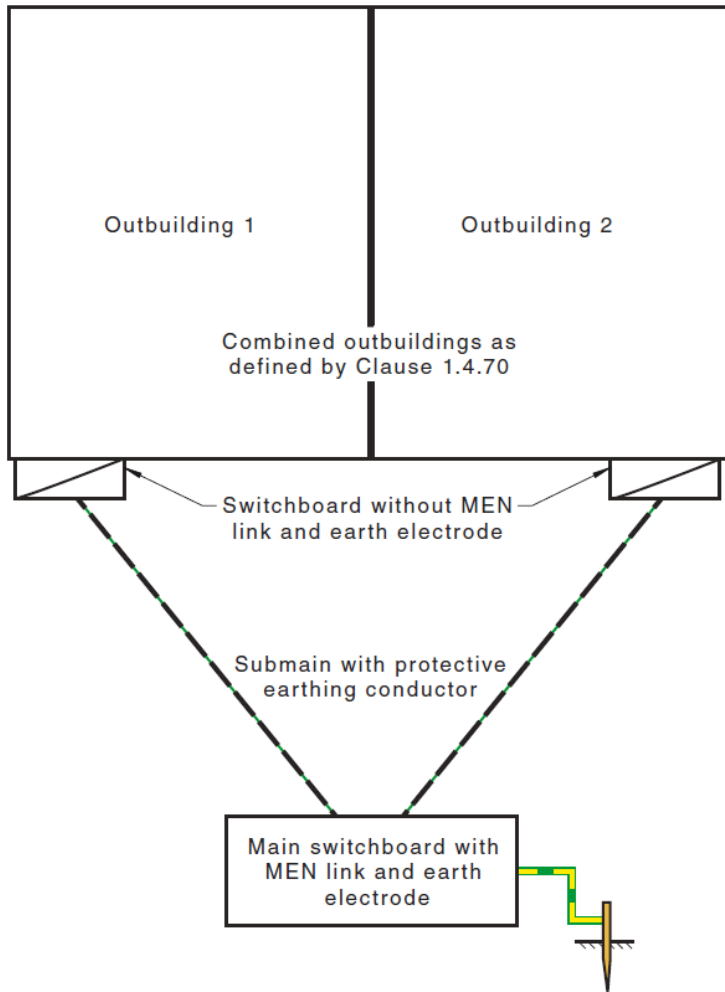 Outbuilding 1
Outbuilding 2
Combined outbuildings as
defined by Clause 1.4.70
Switchboard without MEN
link and earth electrode
Submain with protective
earthing conductor
Main switchboard with
MEN link and earth
electrode